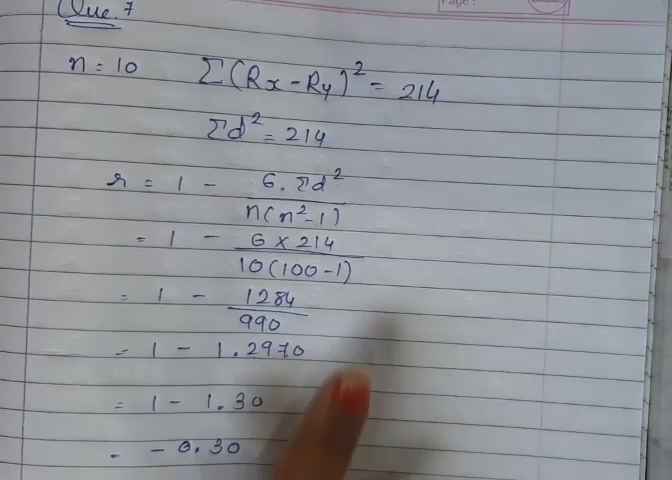 Page :
Que. 7
n = 10 Σ(Rx - Ry)² = 214
Σd² = 214
r = 1 - 6. Σd² / n(n²-1)
= 1 - 6 × 214 / 10(100-1)
= 1 - 1284 / 990
= 1 - 1.2970
= 1 - 1.30
= - 0.30